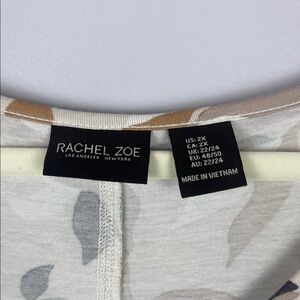 RACHEL ZOE
LOS ANGELES NEW YORK
US: 2X
CA: 2X
UK: 22/24
EU: 48/50
AU: 22/24
MADE IN VIETNAM